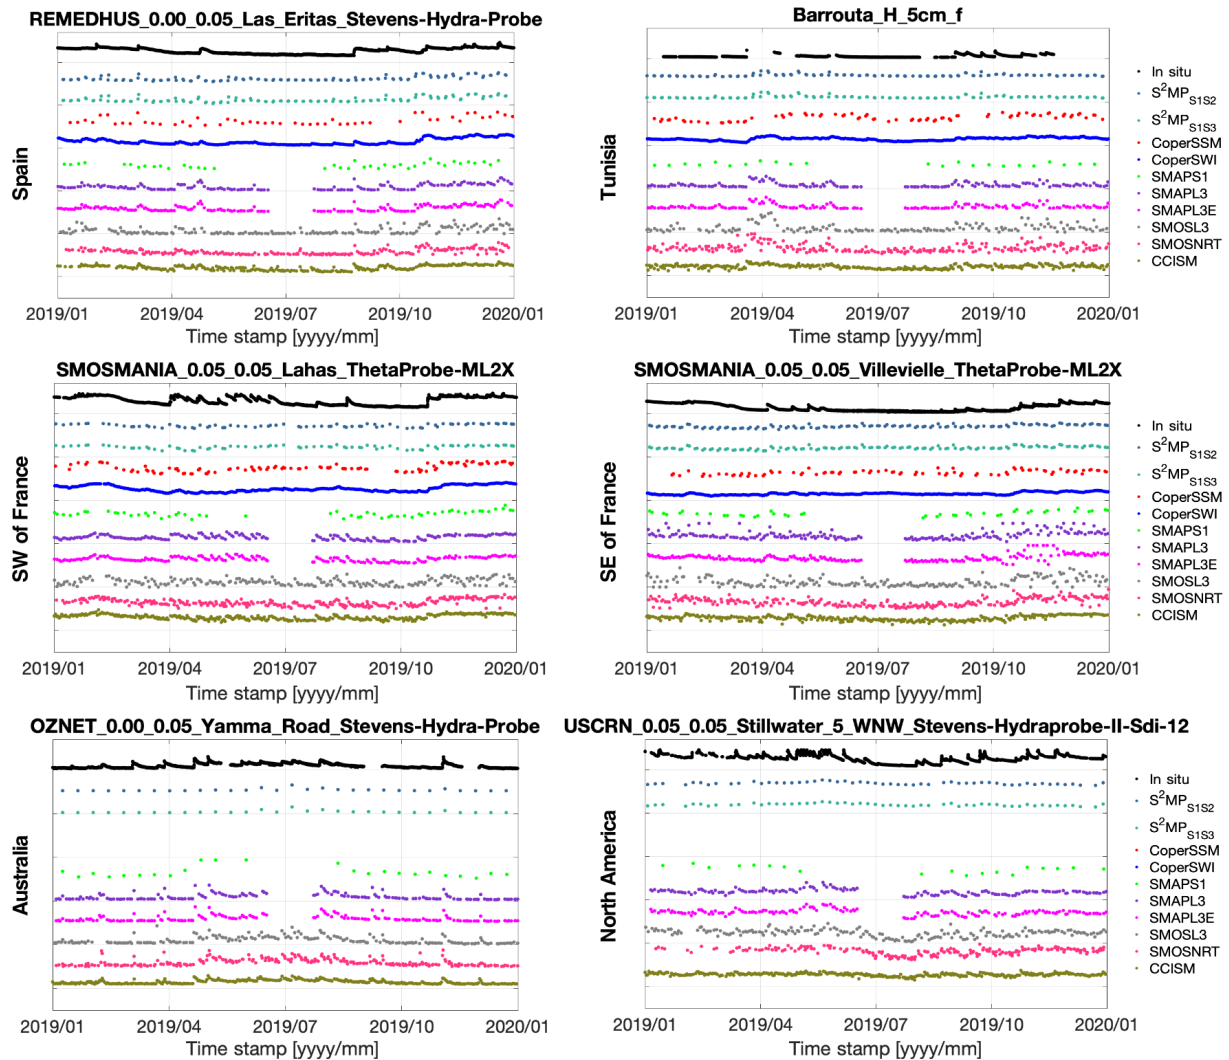 REMEDHUS_0.00_0.05_Las_Eritas_Stevens-Hydra-Probe
Spain
2019/01 2019/04 2019/07 2019/10 2020/01
Time stamp [yyyy/mm]
Barrouta_H_5cm_f
Tunisia
2019/01 2019/04 2019/07 2019/10 2020/01
Time stamp [yyyy/mm]
In situ
S²MP_S1S2
S²MP_S1S3
CoperSSM
CoperSWI
SMAPS1
SMAPL3
SMAPL3E
SMOSL3
SMOSNRT
CCISM
SMOSMANIA_0.05_0.05_Lahas_ThetaProbe-ML2X
SW of France
2019/01 2019/04 2019/07 2019/10 2020/01
Time stamp [yyyy/mm]
SMOSMANIA_0.05_0.05_Villevielle_ThetaProbe-ML2X
SE of France
2019/01 2019/04 2019/07 2019/10 2020/01
Time stamp [yyyy/mm]
In situ
S²MP_S1S2
S²MP_S1S3
CoperSSM
CoperSWI
SMAPS1
SMAPL3
SMAPL3E
SMOSL3
SMOSNRT
CCISM
OZNET_0.00_0.05_Yamma_Road_Stevens-Hydra-Probe
Australia
2019/01 2019/04 2019/07 2019/10 2020/01
Time stamp [yyyy/mm]
USCRN_0.05_0.05_Stillwater_5_WNW_Stevens-Hydraprobe-II-Sdi-12
North America
2019/01 2019/04 2019/07 2019/10 2020/01
Time stamp [yyyy/mm]
In situ
S²MP_S1S2
S²MP_S1S3
CoperSSM
CoperSWI
SMAPS1
SMAPL3
SMAPL3E
SMOSL3
SMOSNRT
CCISM